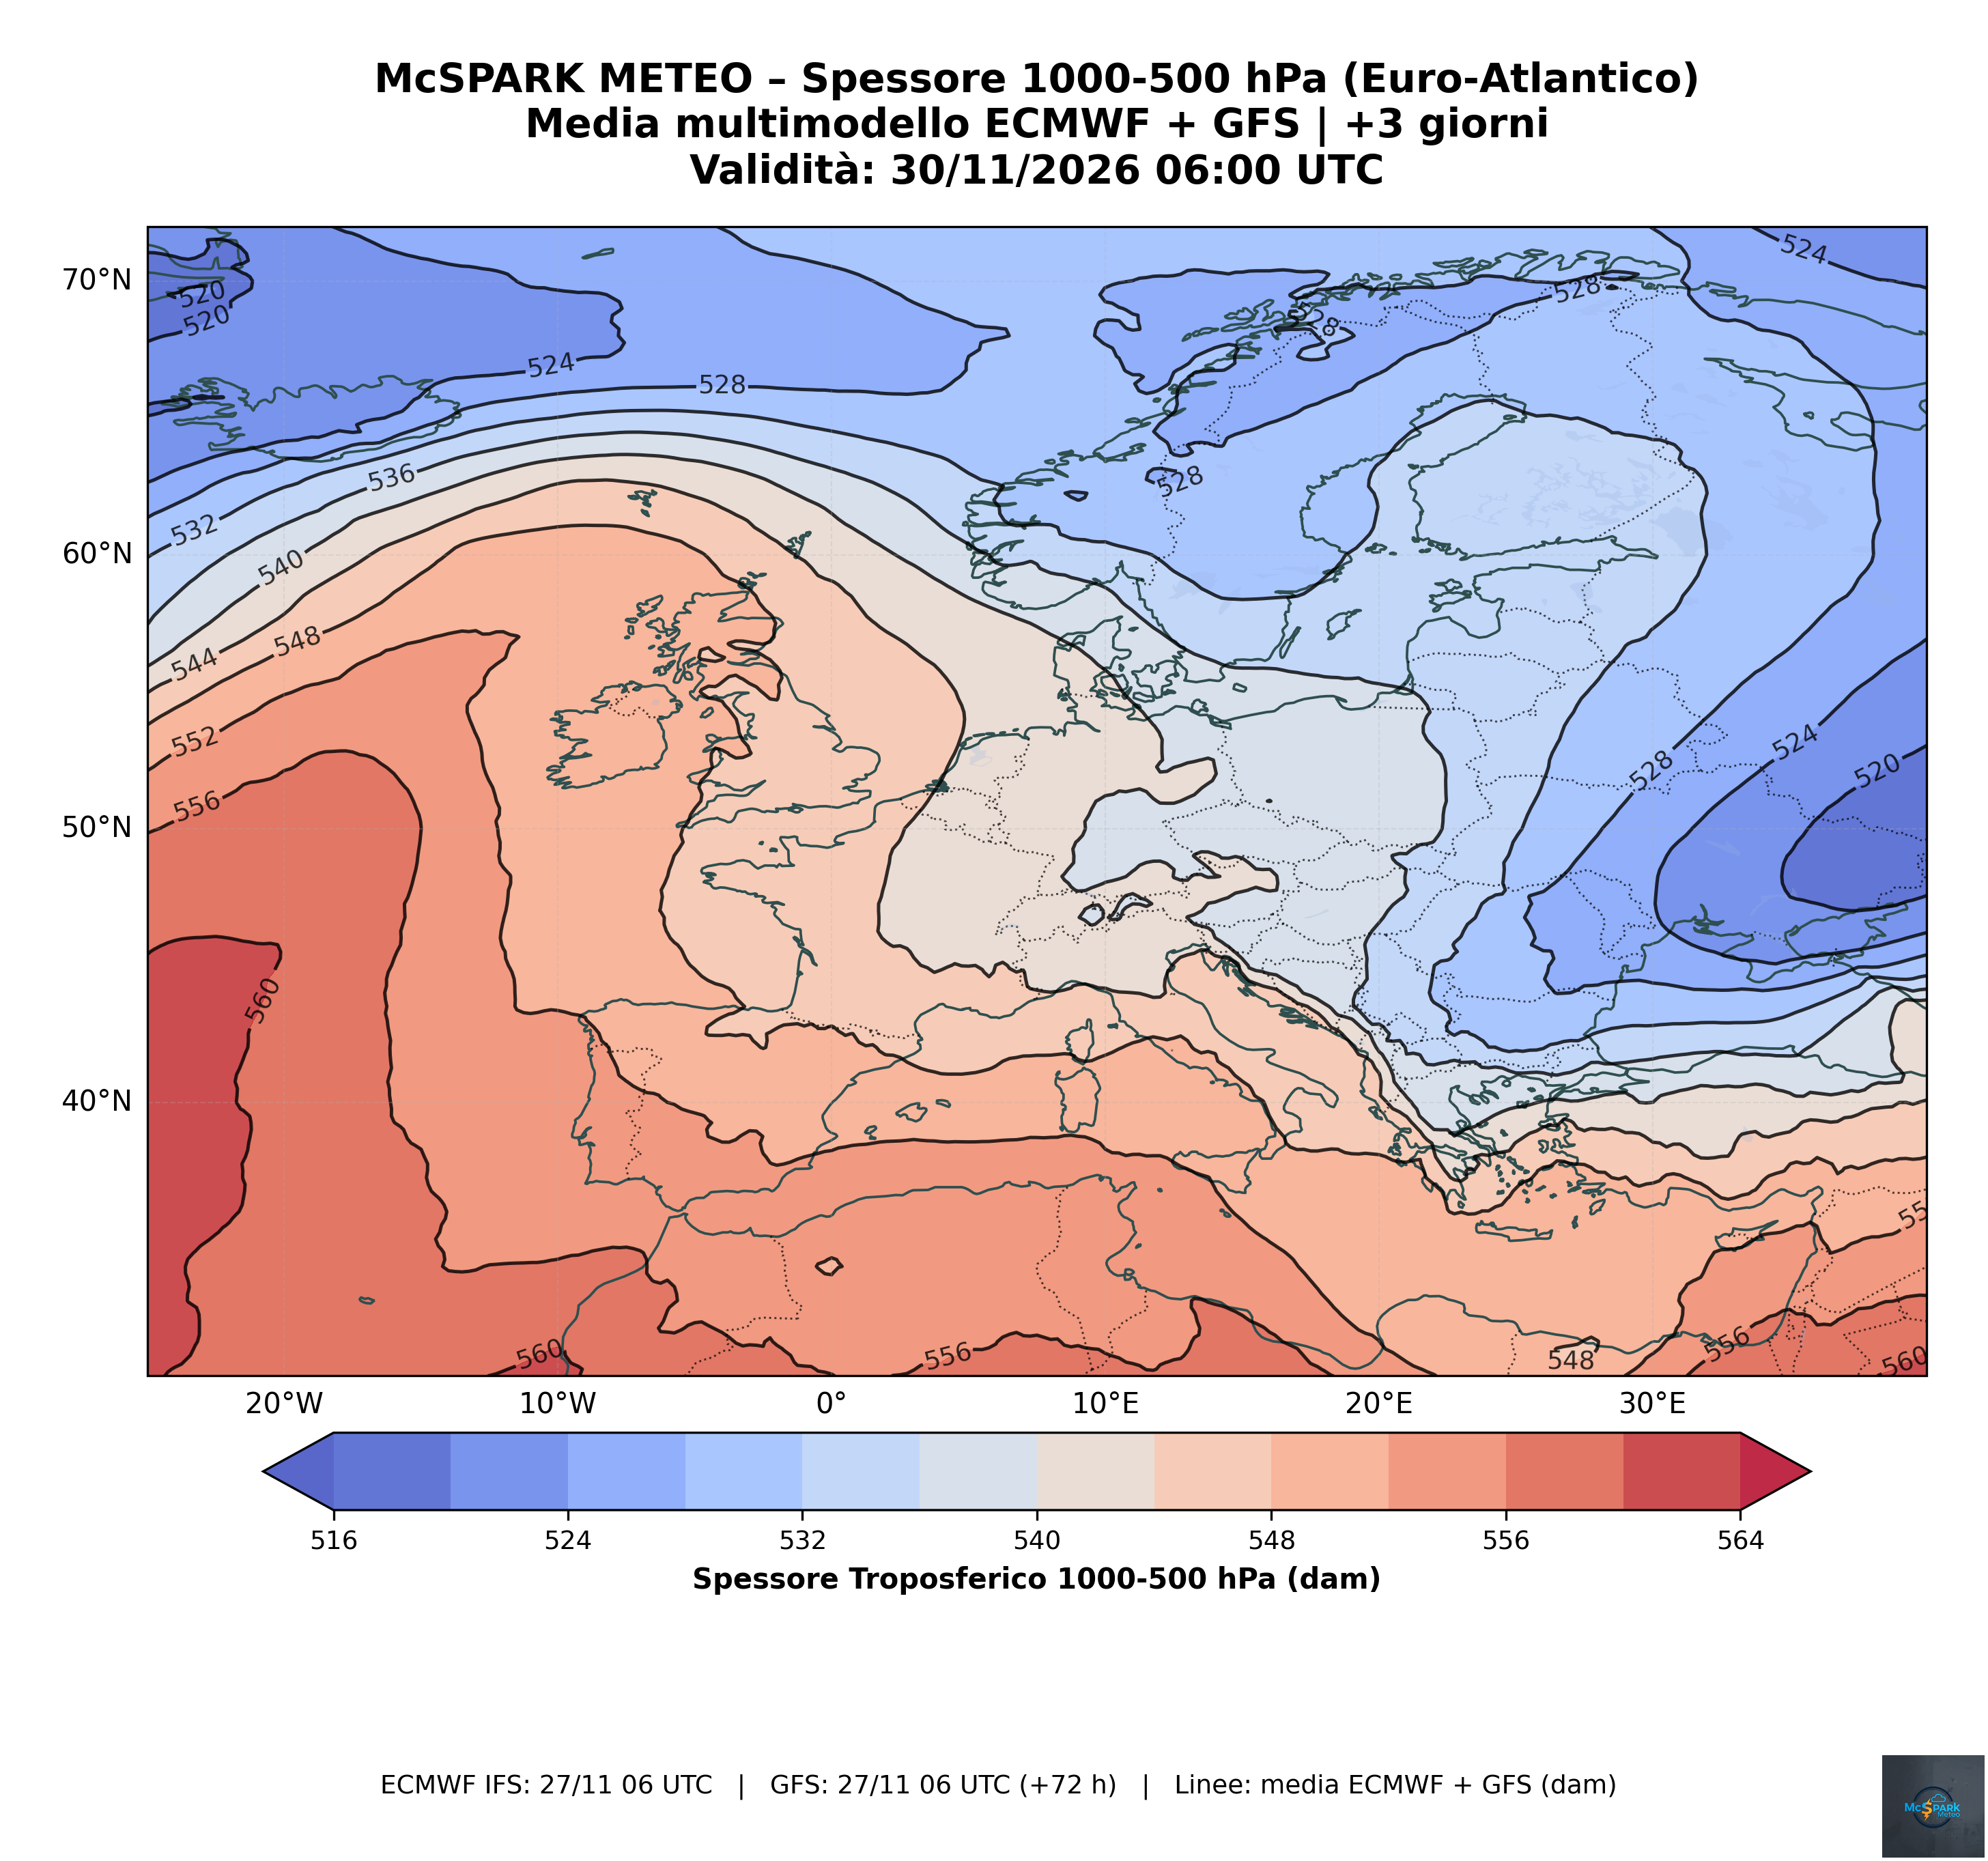 McSPARK METEO – Spessore 1000-500 hPa (Euro-Atlantico)
Media multimodello ECMWF + GFS | +3 giorni
Validità: 30/11/2026 06:00 UTC
70°N
60°N
50°N
40°N
520
520
524
528
524
528
528
536
532
540
544
548
552
556
560
528
524
520
560
556
548
556
560
20°W
10°W
0°
10°E
20°E
30°E
516
524
532
540
548
556
564
Spessore Troposferico 1000-500 hPa (dam)
ECMWF IFS: 27/11 06 UTC | GFS: 27/11 06 UTC (+72 h) | Linee: media ECMWF + GFS (dam)
McSPARK
Meteo